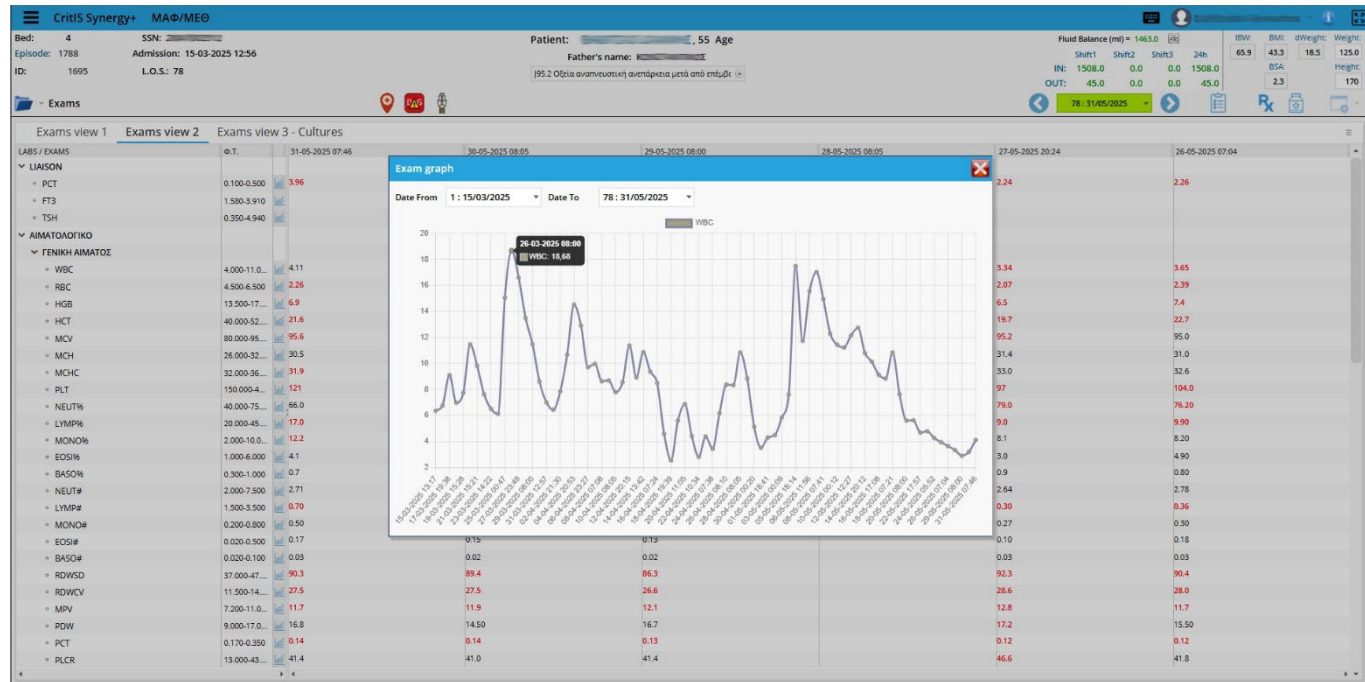 CritIS Synergy+ ΜΑΦ/ΜΕΘ
Bed: 4 SSN: Patient: , 55 Age Fluid Balance (ml) = 1463.0 IBW: BMI: dWeight: Weight:
Episode: 1788 Admission: 15-03-2025 12:56 Father's name: Shift1 Shift2 Shift3 24h 65.9 43.3 18.5 125.0
ID: 1695 L.O.S.: 78 J95.2 Οξεία αναπνευστική ανεπάρκεια μετά από επέμβ IN: 1508.0 0.0 0.0 1508.0 BSA: Height:
OUT: 45.0 0.0 0.0 45.0 2.3 170
Exams 78 : 31/05/2025
Exams view 1 Exams view 2 Exams view 3 - Cultures
LABS / EXAMS Φ.Τ. 31-05-2025 07:46 30-05-2025 08:05 29-05-2025 08:00 28-05-2025 08:05 27-05-2025 20:24 26-05-2025 07:04
LIAISON
PCT 0.100-0.500 3.96 2.24 2.26
FT3 1.580-3.910
TSH 0.350-4.940
ΑΙΜΑΤΟΛΟΓΙΚΟ
ΓΕΝΙΚΗ ΑΙΜΑΤΟΣ
WBC 4.000-11.0... 4.11 3.34 3.65
RBC 4.500-6.500 2.26 2.07 2.39
HGB 13.500-17.... 6.9 6.5 7.4
HCT 40.000-52.... 21.6 19.7 22.7
MCV 80.000-95.... 95.6 95.2 95.0
MCH 26.000-32.... 30.5 31.4 31.0
MCHC 32.000-36.... 31.9 33.0 32.6
PLT 150.000-4... 121 97 104.0
NEUT% 40.000-75.... 66.0 79.0 76.20
LYMP% 20.000-45.... 17.0 9.0 9.90
MONO% 2.000-10.0... 12.2 8.1 8.20
EOSI% 1.000-6.000 4.1 3.0 4.90
BASO% 0.300-1.000 0.7 0.9 0.80
NEUT# 2.000-7.500 2.71 2.64 2.78
LYMP# 1.500-3.500 0.70 0.30 0.36
MONO# 0.200-0.800 0.50 0.27 0.30
EOSI# 0.020-0.500 0.17 0.15 0.13 0.10 0.18
BASO# 0.020-0.100 0.03 0.02 0.02 0.03 0.03
RDWSD 37.000-47.... 90.3 89.4 86.3 92.3 90.4
RDWCV 11.500-14.... 27.5 27.5 26.6 28.6 28.0
MPV 7.200-11.0... 11.7 11.9 12.1 12.8 11.7
PDW 9.000-17.0... 16.8 14.50 16.7 17.2 15.50
PCT 0.170-0.350 0.14 0.14 0.13 0.12 0.12
PLCR 13.000-43.... 41.4 41.0 41.4 46.6 41.8
Exam graph
Date From 1 : 15/03/2025 Date To 78 : 31/05/2025
WBC
26-03-2025 08:00
WBC: 18,68
20
18
16
14
12
10
8
6
4
2